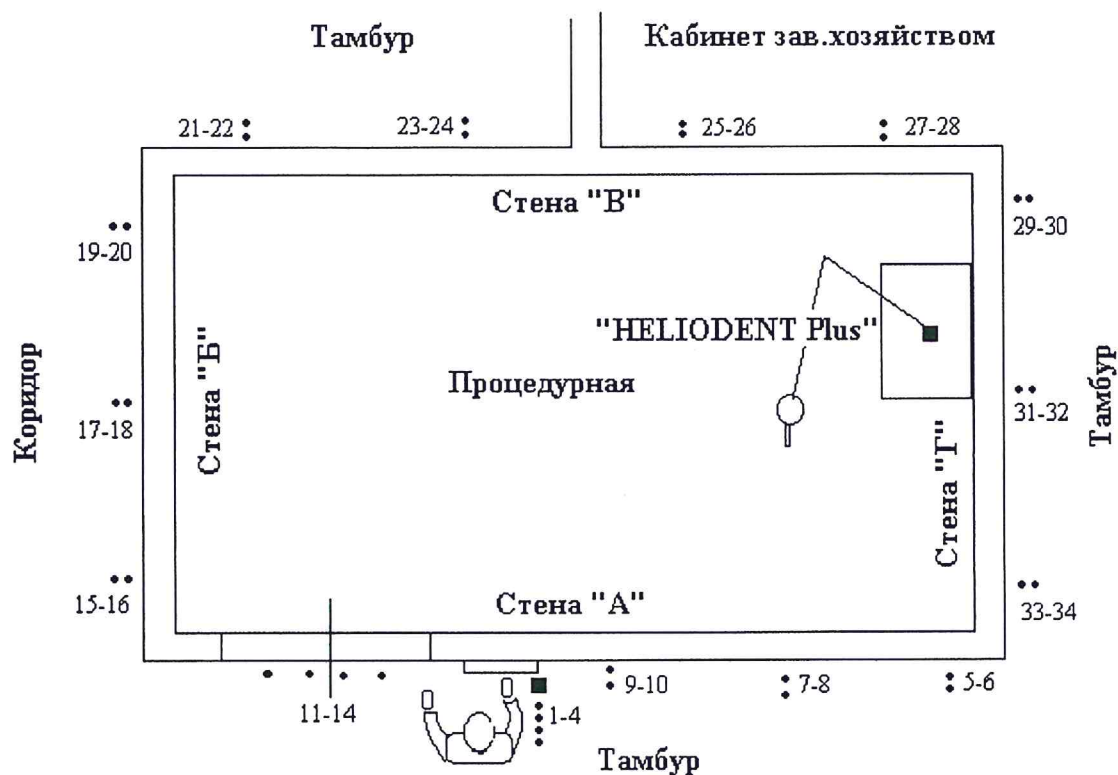 Тамбур
Кабинет зав.хозяйством
21-22
23-24
25-26
27-28
Стена "В"
19-20
29-30
"HELIODENT Plus"
Стена "Б"
Процедурная
Коридор
17-18
31-32
Тамбур
Стена "Г"
15-16
Стена "А"
33-34
11-14
1-4
9-10
7-8
5-6
Тамбур